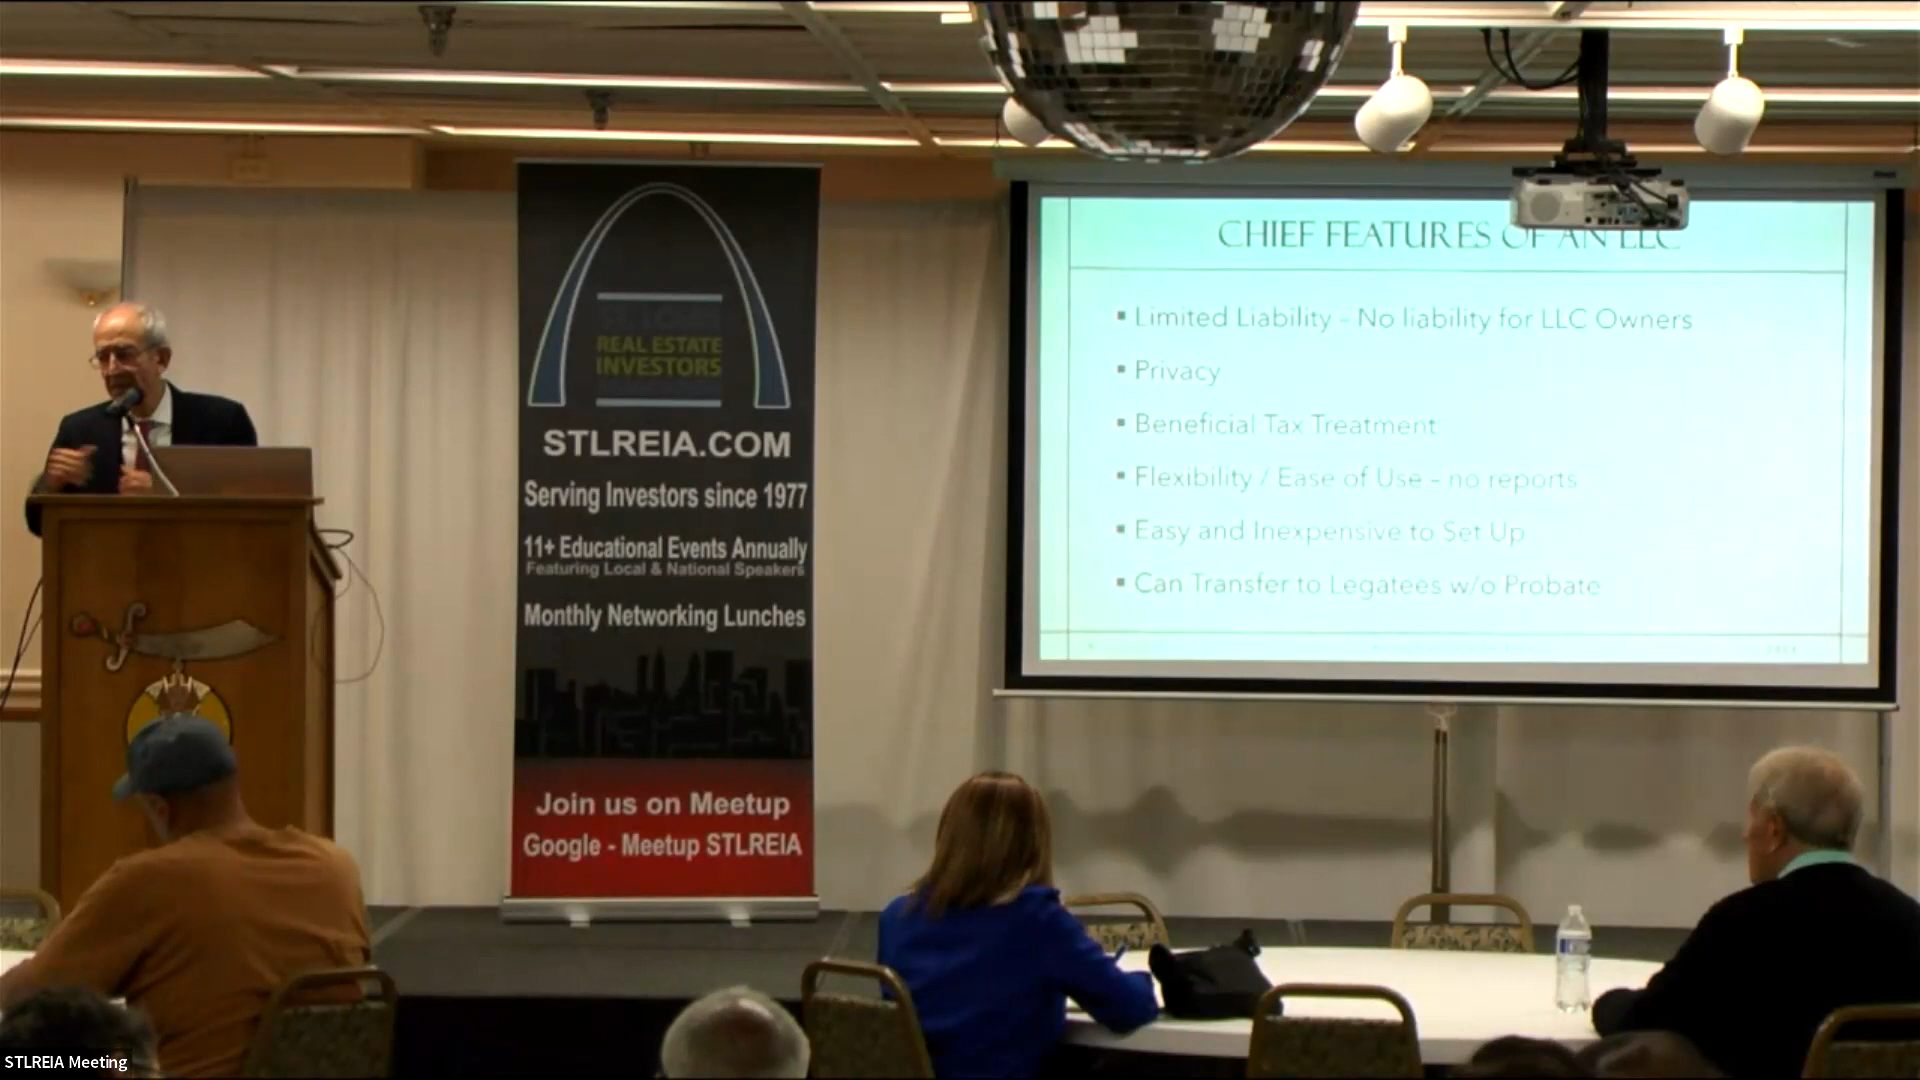 REAL ESTATE
INVESTORS
STLREIA.COM
Serving Investors since 1977
11+ Educational Events Annually
Featuring Local & National Speakers
Monthly Networking Lunches
Join us on Meetup
Google - Meetup STLREIA
CHIEF FEATURES OF AN LLC
▪ Limited Liability – No liability for LLC Owners
▪ Privacy
▪ Beneficial Tax Treatment
▪ Flexibility / Ease of Use – no reports
▪ Easy and Inexpensive to Set Up
▪ Can Transfer to Legatees w/o Probate
STLREIA Meeting